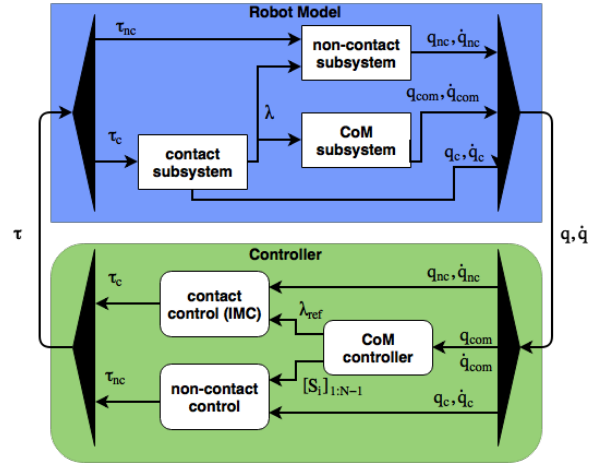 Robot Model
τnc
non-contact
subsystem
qnc, q̇nc
qcom, q̇com
λ
τc
contact
subsystem
CoM
subsystem
qc, q̇c
τ
q, q̇
Controller
τc
contact
control (IMC)
qnc, q̇nc
λref
CoM
controller
qcom
q̇com
τnc
non-contact
control
[Si]1:N−1
qc, q̇c